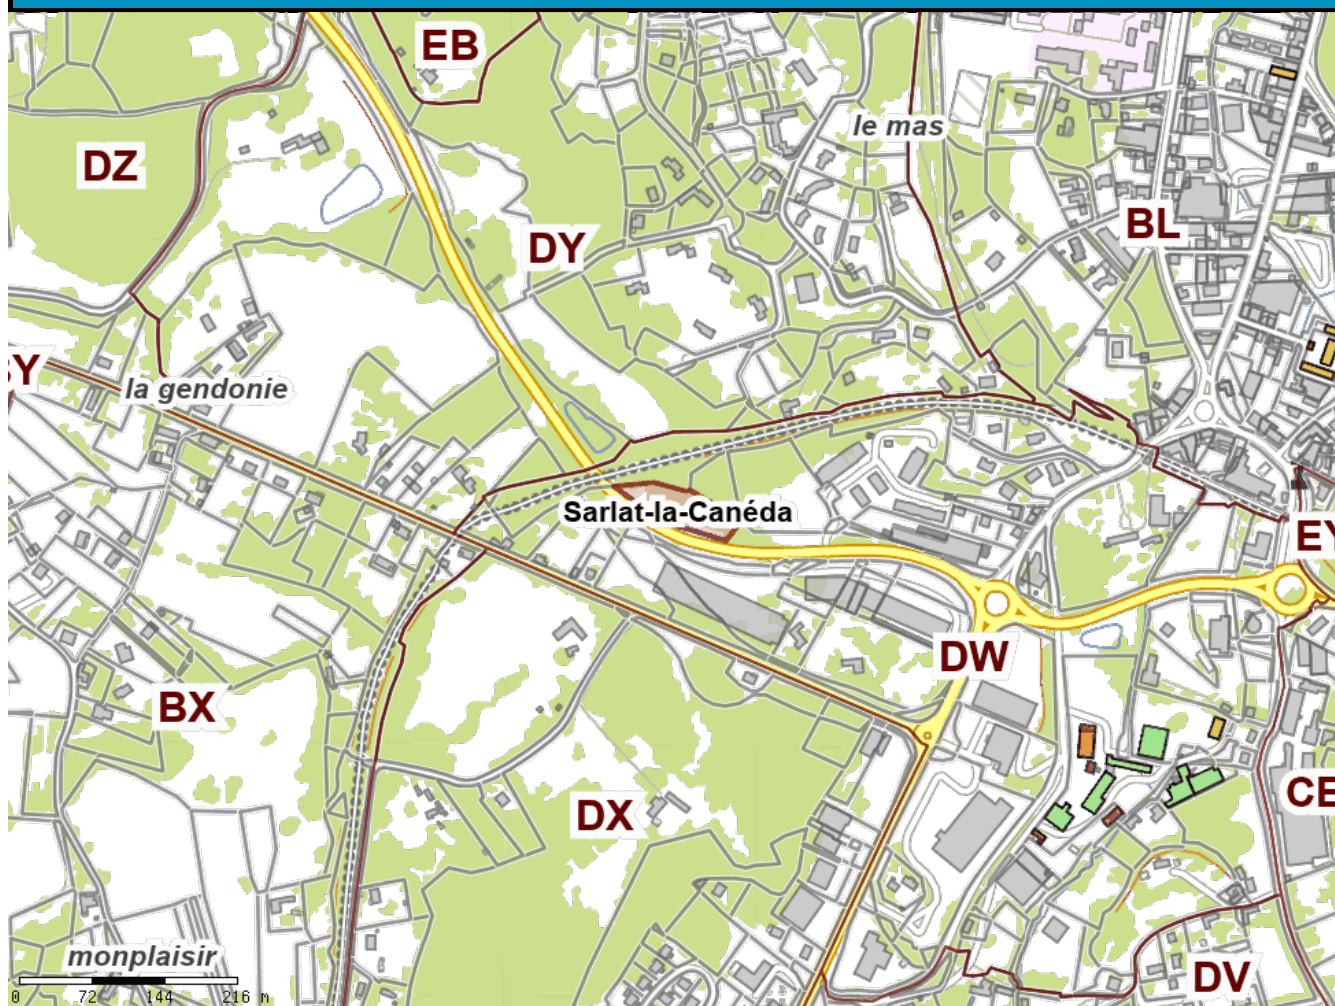 EB
le mas
DZ
BL
DY
la gendonie
Sarlat-la-Canéda
EY
DW
BX
CE
DX
monplaisir
DV
0 72 144 216 m